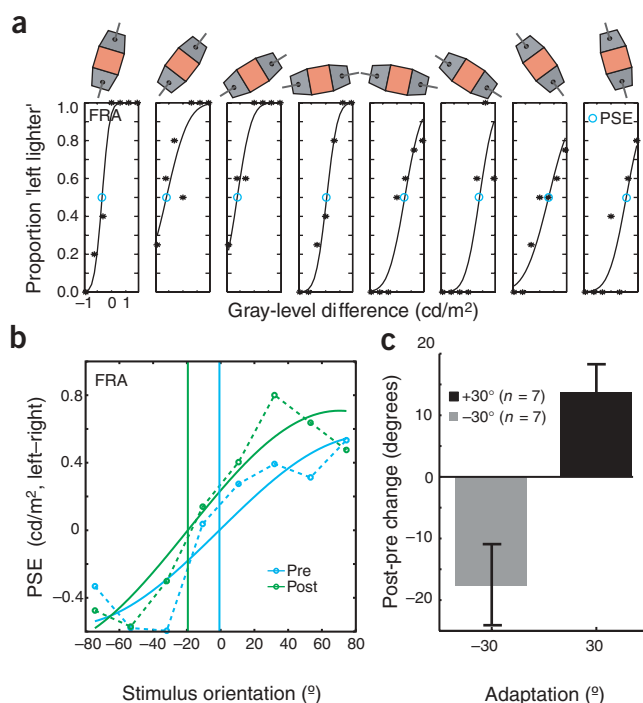 a
FRA
PSE
Proportion 'left lighter'
1.0
0.8
0.6
0.4
0.2
0.0
–1 0 1
Gray-level difference (cd/m²)
b
FRA
PSE (cd/m², left–right)
0.8
0.4
0
–0.4
Pre
Post
–80 –60 –40 –20 0 20 40 60 80
Stimulus orientation (º)
c
Post-pre change (degrees)
20
10
0
–10
–20
+30° (n = 7)
–30° (n = 7)
–30 30
Adaptation (º)